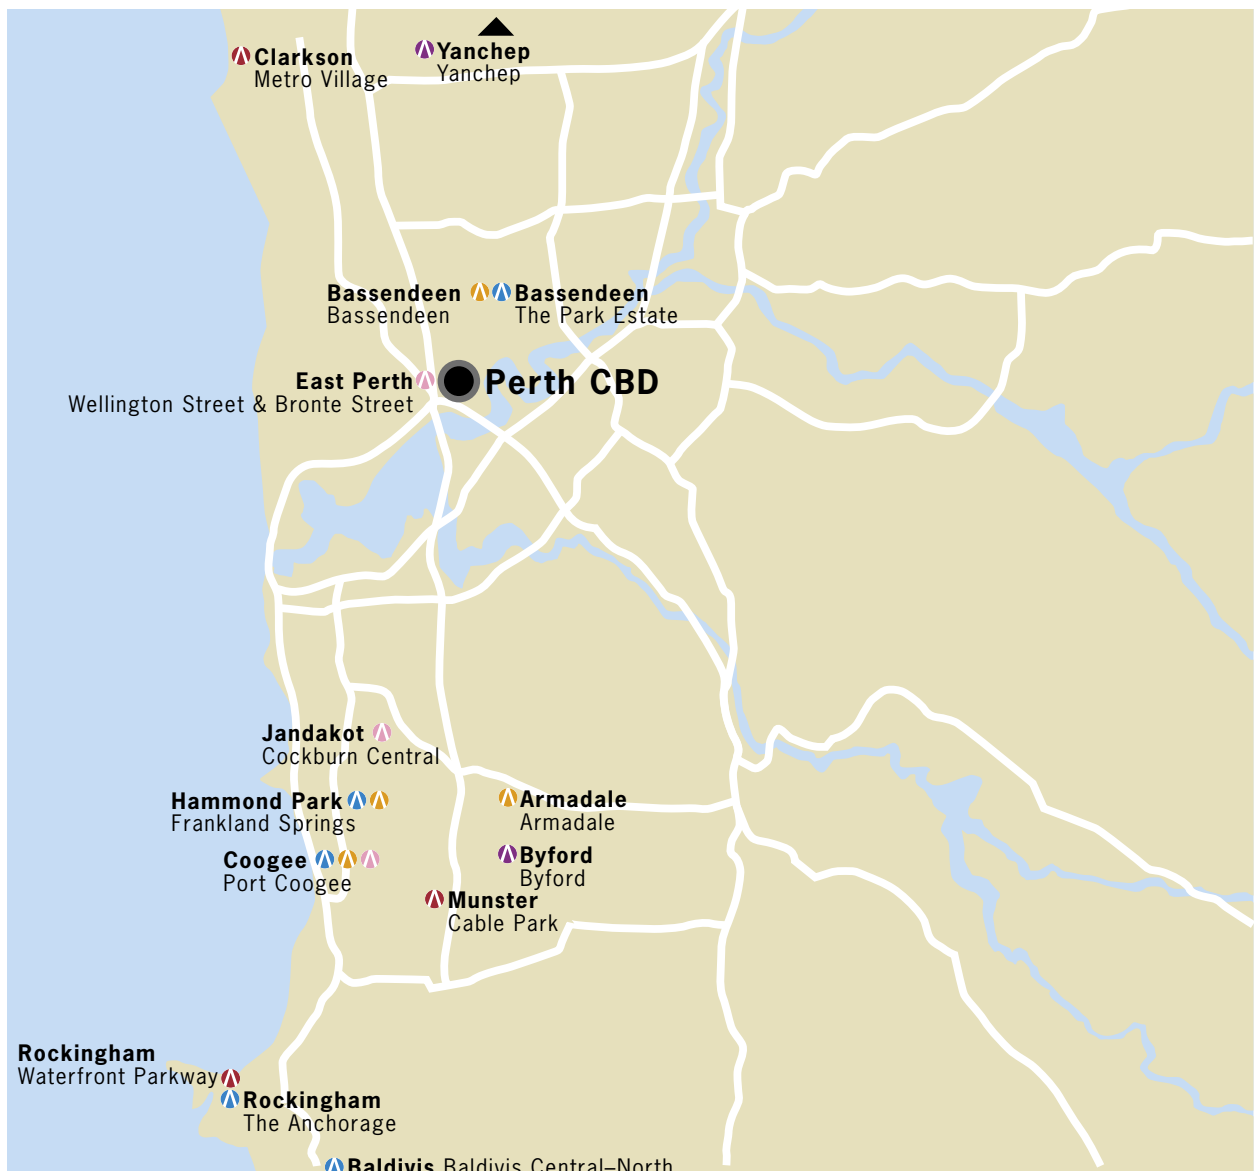 Clarkson
Metro Village
Yanchep
Yanchep
Bassendeen
Bassendeen
Bassendeen
The Park Estate
East Perth
Wellington Street & Bronte Street
Perth CBD
Jandakot
Cockburn Central
Hammond Park
Frankland Springs
Armadale
Armadale
Coogee
Port Coogee
Byford
Byford
Munster
Cable Park
Rockingham
Waterfront Parkway
Rockingham
The Anchorage
Baldivis Baldivis Central–North